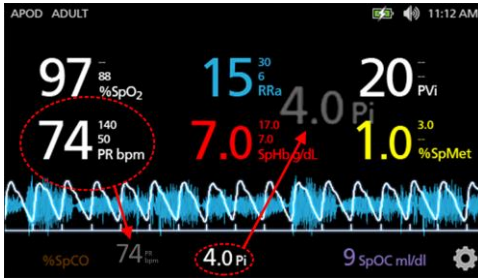 APOD ADULT 11:12 AM
97 -- 88 %SpO2
15 30 6 RRa
20 -- -- PVi
4.0 Pi
74 140 50 PR bpm
7.0 17.0 7.0 SpHb g/dL
1.0 3.0 -- %SpMet
%SpCO
74 PR bpm
4.0 Pi
9 SpOC ml/dl